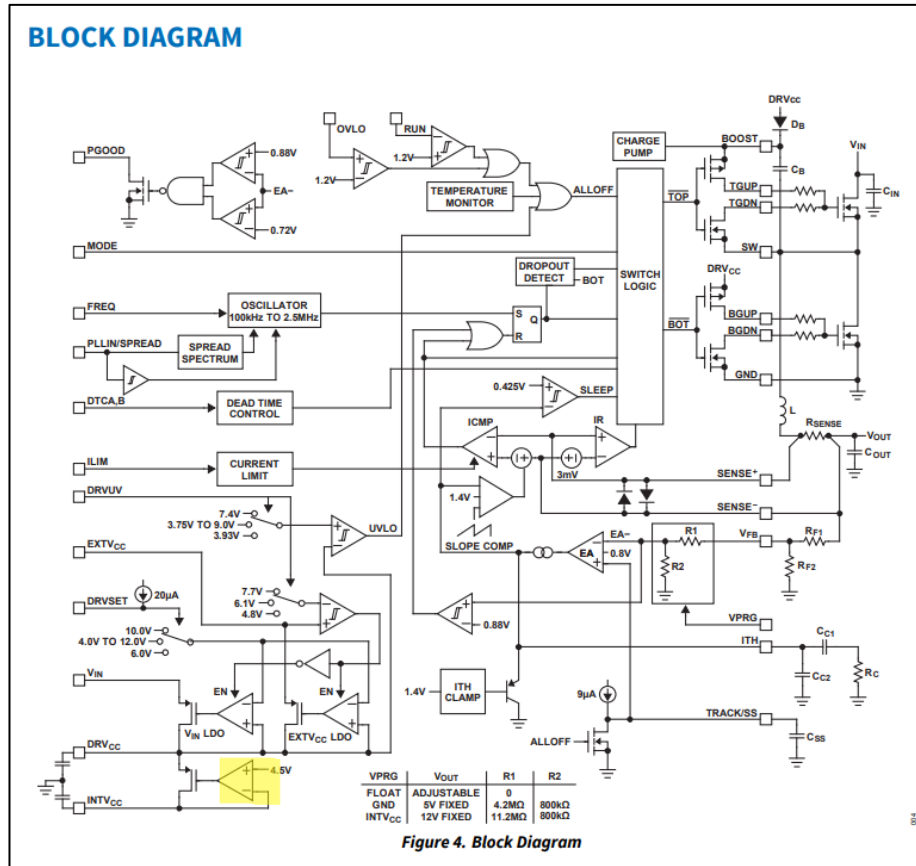 BLOCK DIAGRAM
DRVcc
DB
OVLO
RUN
PGOOD
BOOST
VIN
CHARGE
PUMP
0.88V
1.2V
1.2V
CB
TGUP
CIN
EA−
TEMPERATURE
MONITOR
ALLOFF
TOP
TGDN
0.72V
SW
MODE
DROPOUT
DETECT
BOT
SWITCH
LOGIC
DRVCC
FREQ
OSCILLATOR
100kHz TO 2.5MHz
S
Q
R
BGUP
BOT
BGDN
PLLIN/SPREAD
SPREAD
SPECTRUM
GND
0.425V
SLEEP
DTCA,B
DEAD TIME
CONTROL
L
ICMP
IR
RSENSE
VOUT
COUT
ILIM
CURRENT
LIMIT
3mV
SENSE+
DRVUV
1.4V
7.4V
3.75V TO 9.0V
3.93V
UVLO
SENSE−
SLOPE COMP
EXTVCC
EA−
R1
VFB
RF1
EA
0.8V
R2
RF2
7.7V
6.1V
4.8V
DRVSET
20µA
0.88V
VPRG
10.0V
4.0V TO 12.0V
6.0V
ITH
CC1
VIN
EN
EN
1.4V
ITH
CLAMP
9µA
CC2
RC
VIN LDO
EXTVCC LDO
TRACK/SS
DRVCC
ALLOFF
CSS
4.5V
INTVCC
VPRG VOUT R1 R2
FLOAT ADJUSTABLE 0
GND 5V FIXED 4.2MΩ 800kΩ
INTVCC 12V FIXED 11.2MΩ 800kΩ
004
Figure 4. Block Diagram